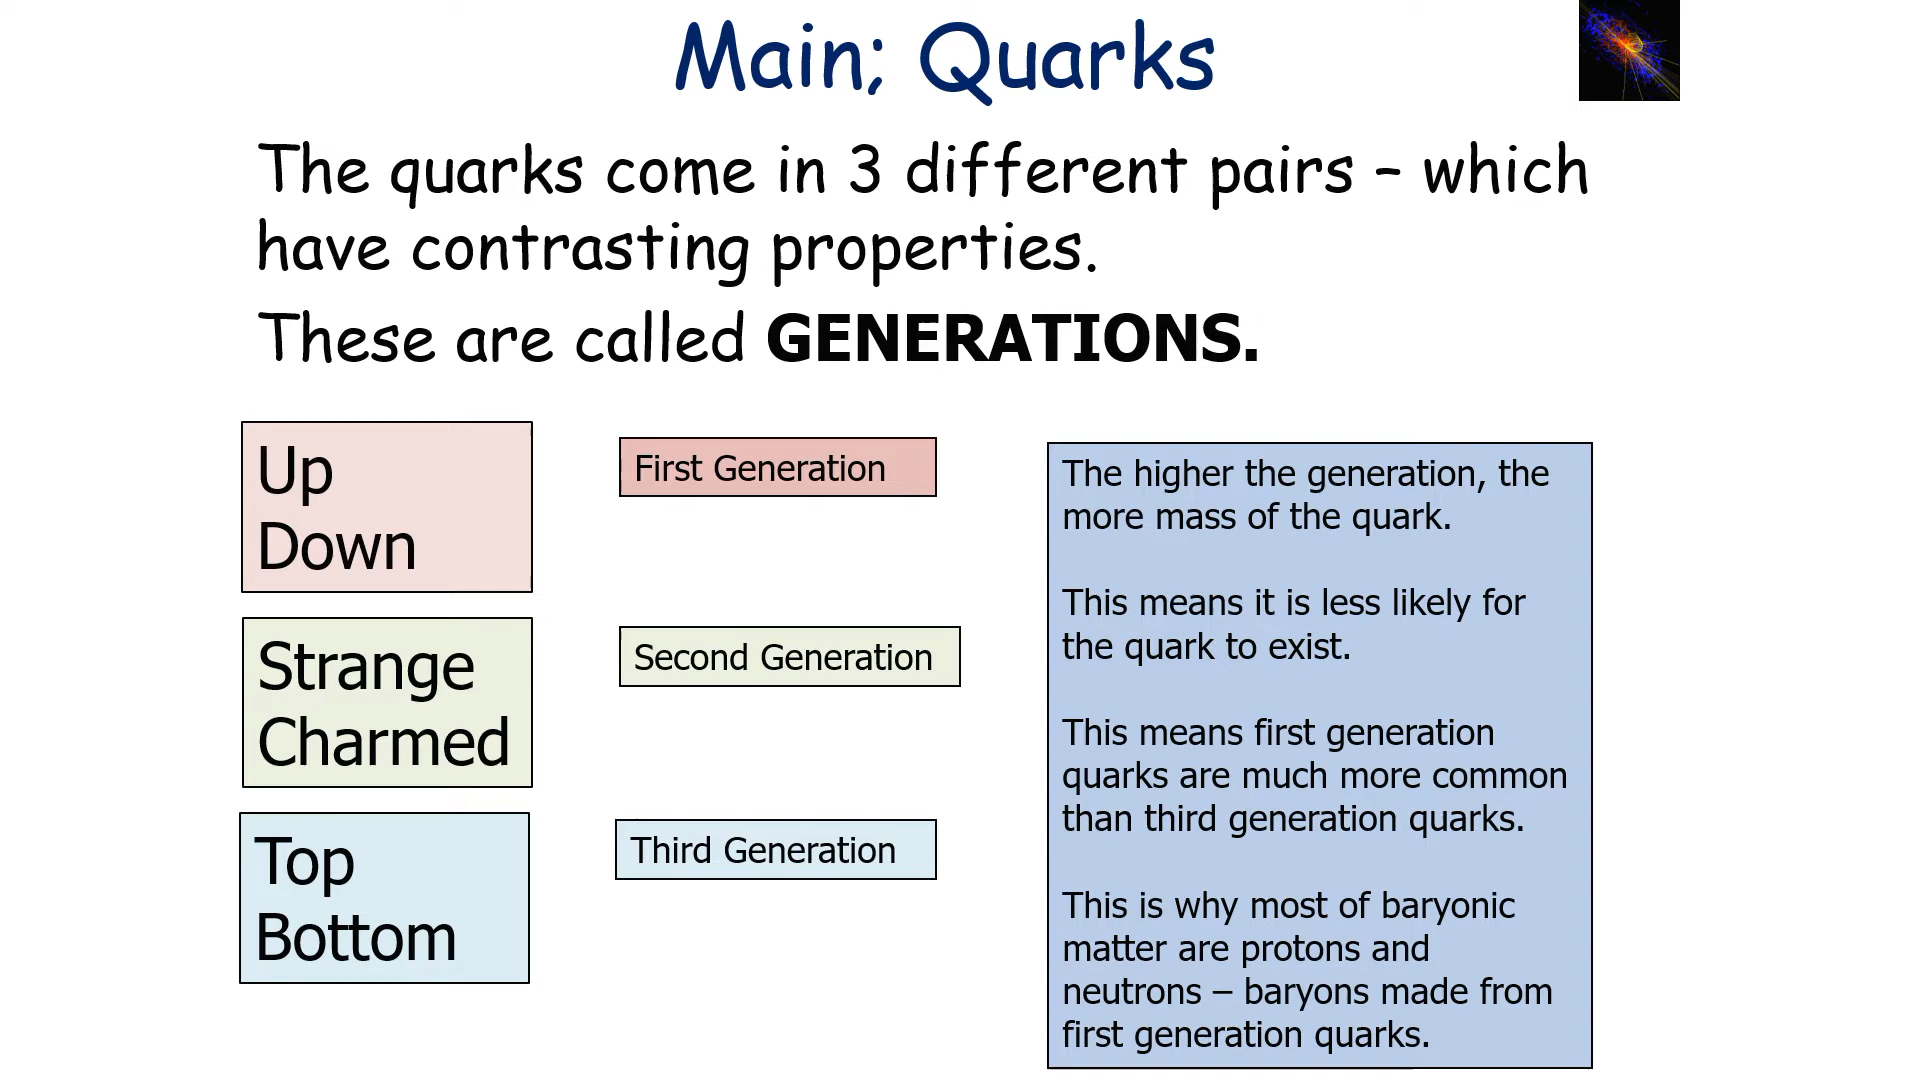 Main; Quarks
The quarks come in 3 different pairs – which
have contrasting properties.
These are called GENERATIONS.
Up
Down
First Generation
Strange
Charmed
Second Generation
Top
Bottom
Third Generation
The higher the generation, the
more mass of the quark.
This means it is less likely for
the quark to exist.
This means first generation
quarks are much more common
than third generation quarks.
This is why most of baryonic
matter are protons and
neutrons – baryons made from
first generation quarks.